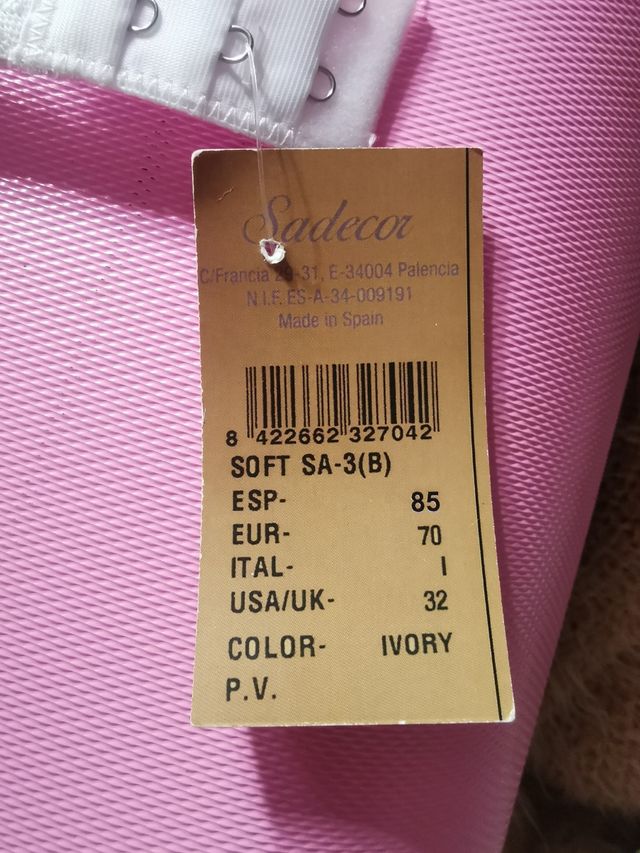 Sadecor
C/Francia 29-31, E-34004 Palencia
N.I.F. ES-A-34-009191
Made in Spain
8 422662 327042
SOFT SA-3(B)
ESP- 85
EUR- 70
ITAL- I
USA/UK- 32
COLOR- IVORY
P.V.